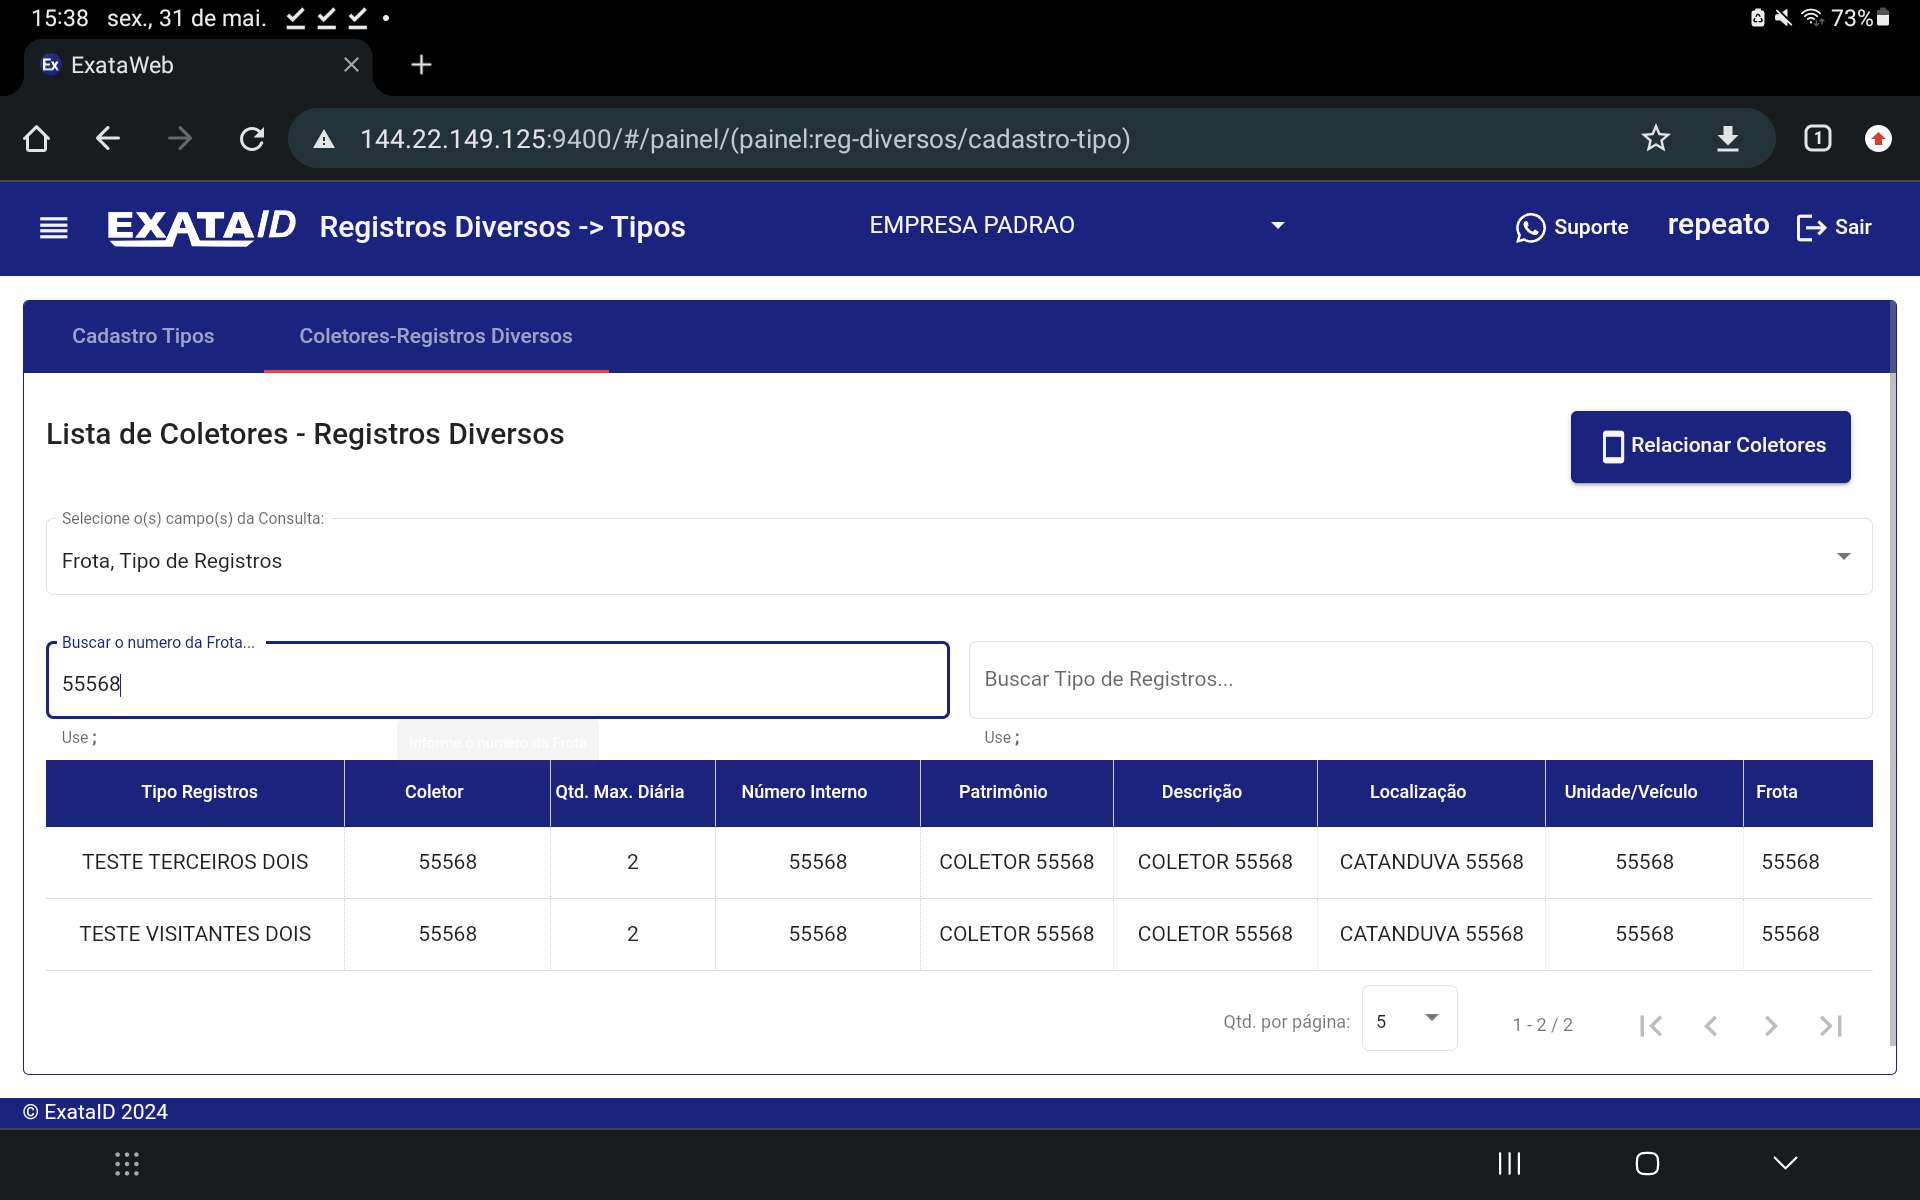 15:38 sex., 31 de mai. 73%
Ex ExataWeb
144.22.149.125:9400/#/painel/(painel:reg-diversos/cadastro-tipo) 1
EXATA/D Registros Diversos -> Tipos EMPRESA PADRAO Suporte repeato Sair
Cadastro Tipos Coletores-Registros Diversos
Lista de Coletores - Registros Diversos Relacionar Coletores
Selecione o(s) campo(s) da Consulta:
Frota, Tipo de Registros
Buscar o numero da Frota...
55568 Buscar Tipo de Registros...
Use ; Informe o numero da Frota Use ;
Tipo Registros Coletor Qtd. Max. Diária Número Interno Patrimônio Descrição Localização Unidade/Veículo Frota
TESTE TERCEIROS DOIS 55568 2 55568 COLETOR 55568 COLETOR 55568 CATANDUVA 55568 55568 55568
TESTE VISITANTES DOIS 55568 2 55568 COLETOR 55568 COLETOR 55568 CATANDUVA 55568 55568 55568
Qtd. por página: 5 1 - 2 / 2
© ExataID 2024